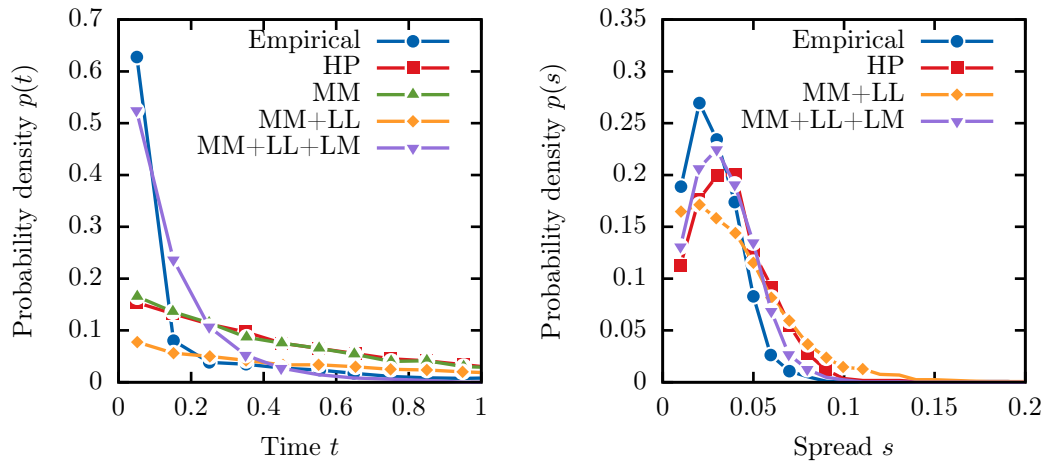 Probability density p(t)
0.7
0.6
0.5
0.4
0.3
0.2
0.1
0
0 0.2 0.4 0.6 0.8 1
Time t
Empirical
HP
MM
MM+LL
MM+LL+LM
Probability density p(s)
0.35
0.3
0.25
0.2
0.15
0.1
0.05
0
0 0.05 0.1 0.15 0.2
Spread s
Empirical
HP
MM+LL
MM+LL+LM